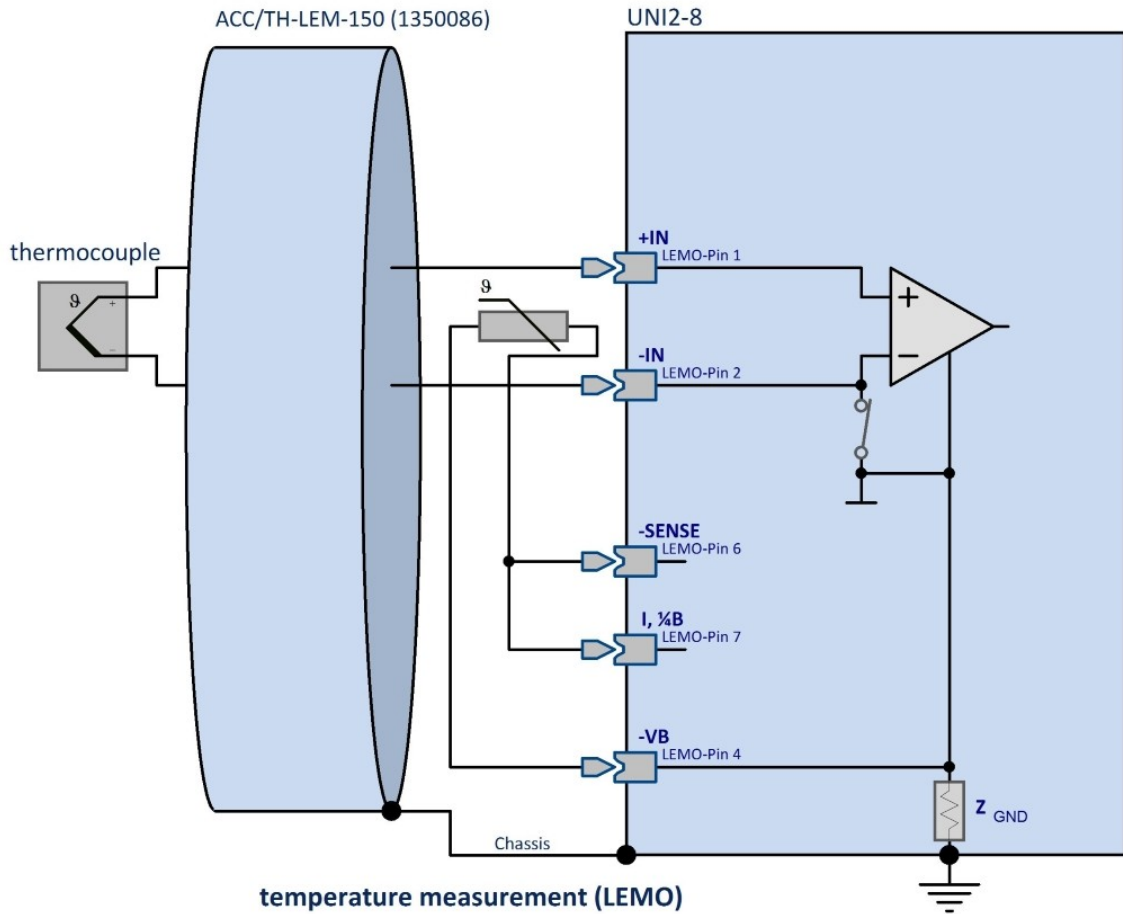 ACC/TH-LEM-150 (1350086)
UNI2-8
thermocouple
ϑ
+
−
ϑ
+IN
LEMO-Pin 1
+
-IN
LEMO-Pin 2
−
-SENSE
LEMO-Pin 6
I, ¼B
LEMO-Pin 7
-VB
LEMO-Pin 4
Z GND
Chassis
temperature measurement (LEMO)